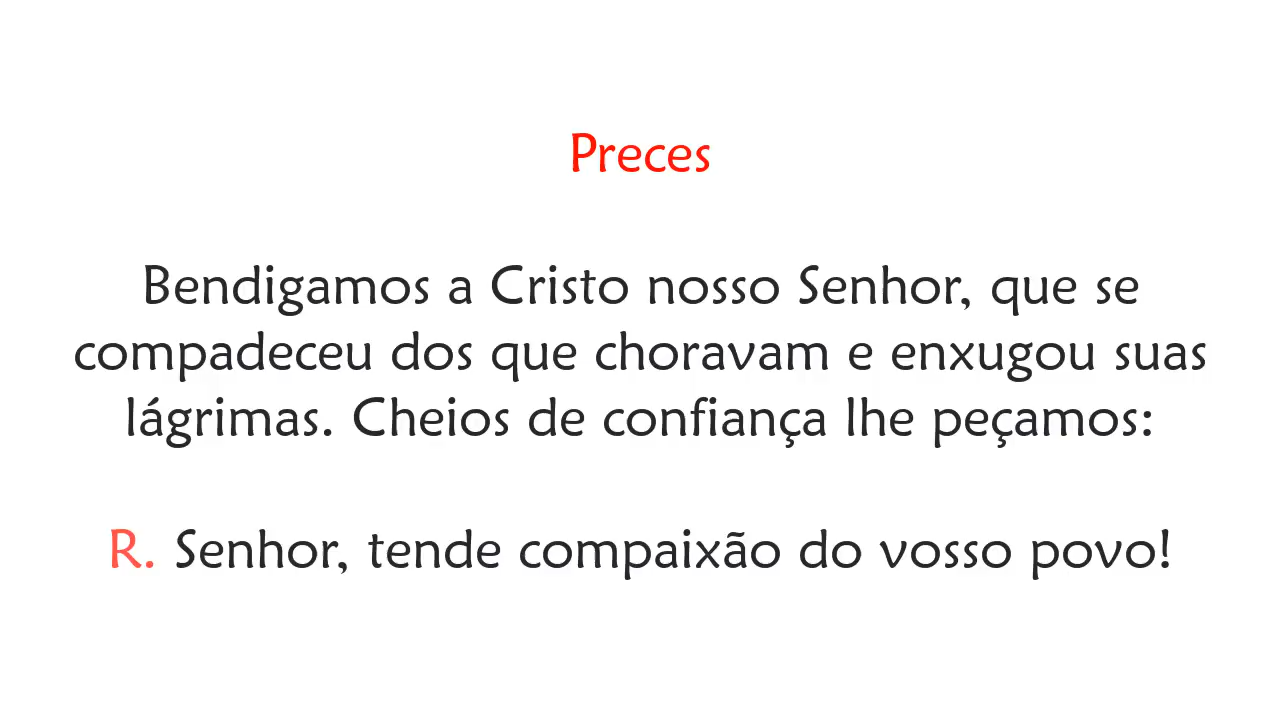 Preces
Bendigamos a Cristo nosso Senhor, que se
compadeceu dos que choravam e enxugou suas
lágrimas. Cheios de confiança lhe peçamos:
R. Senhor, tende compaixão do vosso povo!